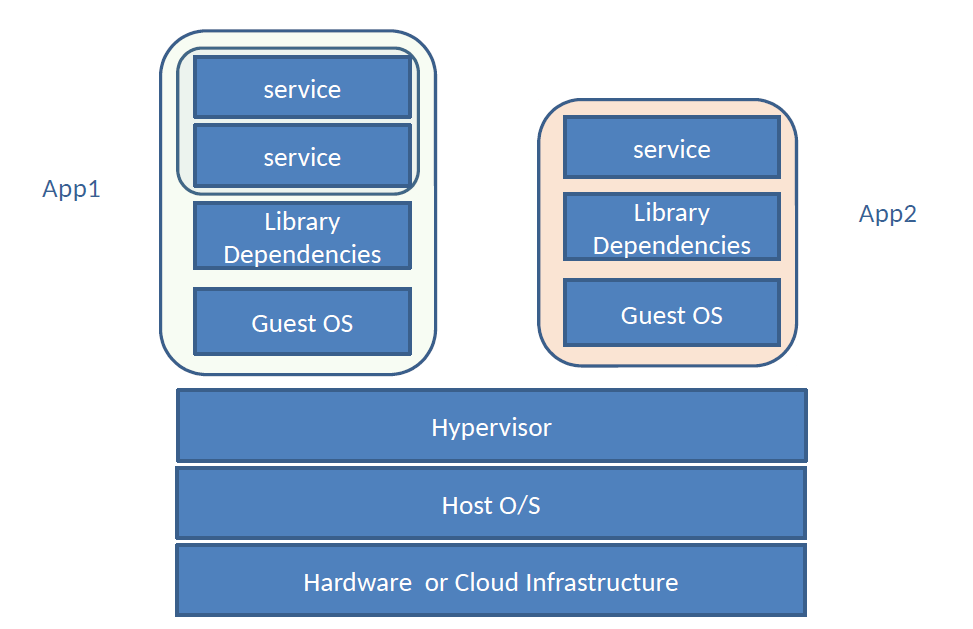 service
service
App1
Library
Dependencies
Guest OS
service
Library
Dependencies
App2
Guest OS
Hypervisor
Host O/S
Hardware  or Cloud Infrastructure